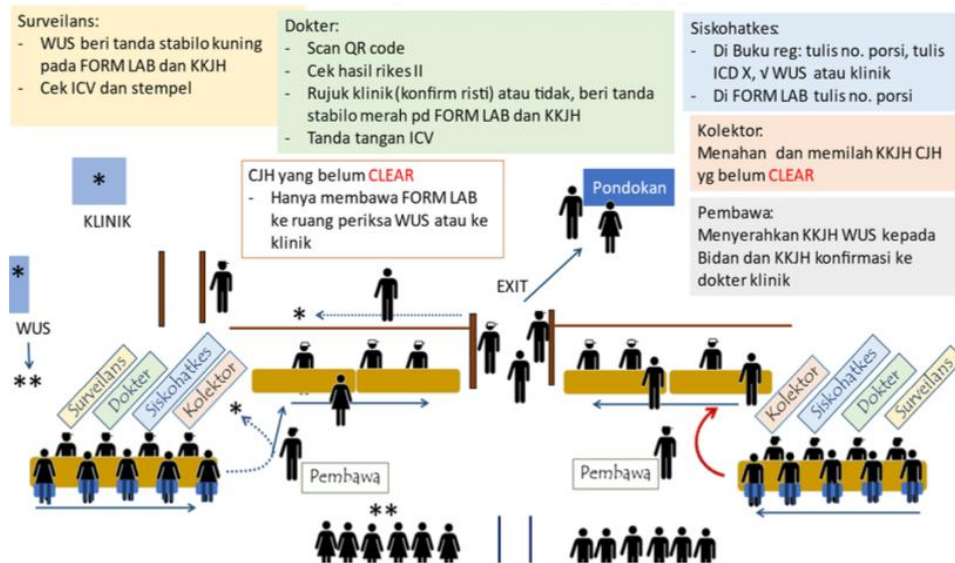 Surveilans:
- WUS beri tanda stabilo kuning
pada FORM LAB dan KKJH
- Cek ICV dan stempel
Dokter:
- Scan QR code
- Cek hasil rikes II
- Rujuk klinik (konfirm risti) atau tidak, beri tanda
stabilo merah pd FORM LAB dan KKJH
- Tanda tangan ICV
Siskohatkes:
- Di Buku reg: tulis no. porsi, tulis
ICD X, √ WUS atau klinik
- Di FORM LAB tulis no. porsi
Kolektor:
Menahan dan memilah KKJH CJH
yg belum CLEAR
Pembawa:
Menyerahkan KKJH WUS kepada
Bidan dan KKJH konfirmasi ke
dokter klinik
CJH yang belum CLEAR
- Hanya membawa FORM LAB
ke ruang periksa WUS atau ke
klinik
Pondokan
*
KLINIK
EXIT
*
WUS
**
*
Surveilans
Dokter
Siskohatkes
Kolektor
*
Kolektor
Siskohatkes
Dokter
Surveilans
Pembawa
Pembawa
**